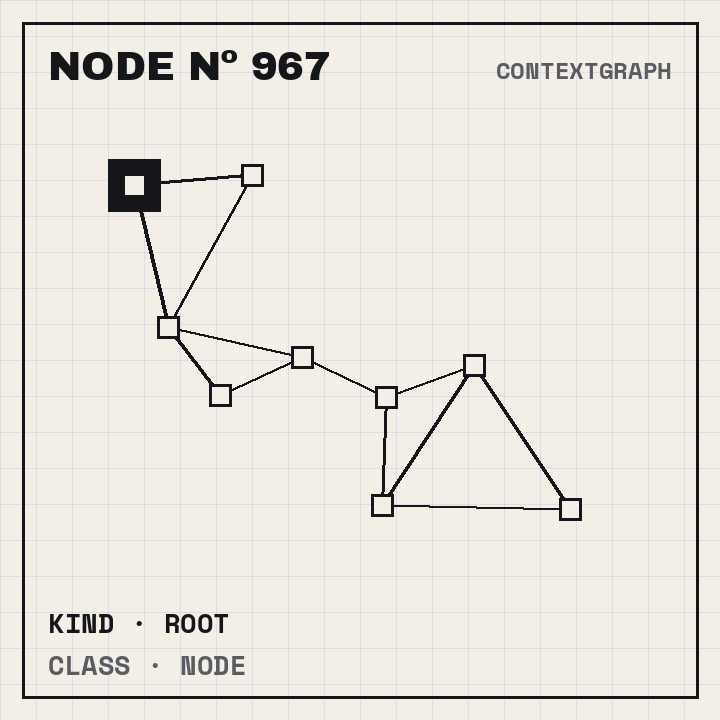 NODE Nº 967
CONTEXTGRAPH
KIND · ROOT
CLASS · NODE